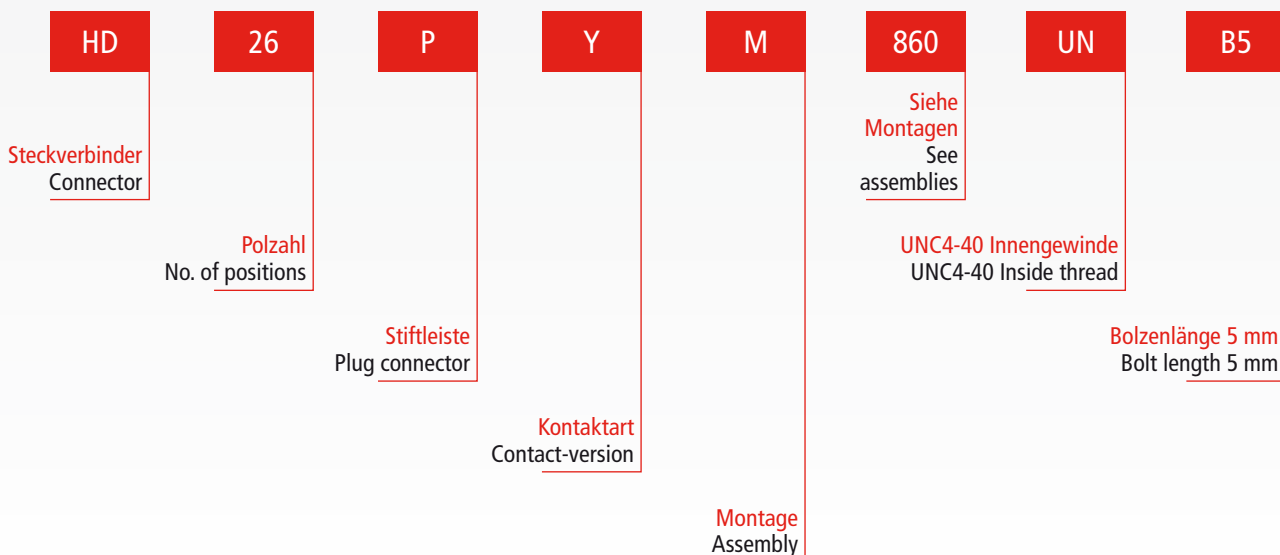 HD 26 P Y M 860 UN B5
Siehe
Montagen
See
assemblies
Steckverbinder
Connector
Polzahl
No. of positions
UNC4-40 Innengewinde
UNC4-40 Inside thread
Stiftleiste
Plug connector
Bolzenlänge 5 mm
Bolt length 5 mm
Kontaktart
Contact-version
Montage
Assembly